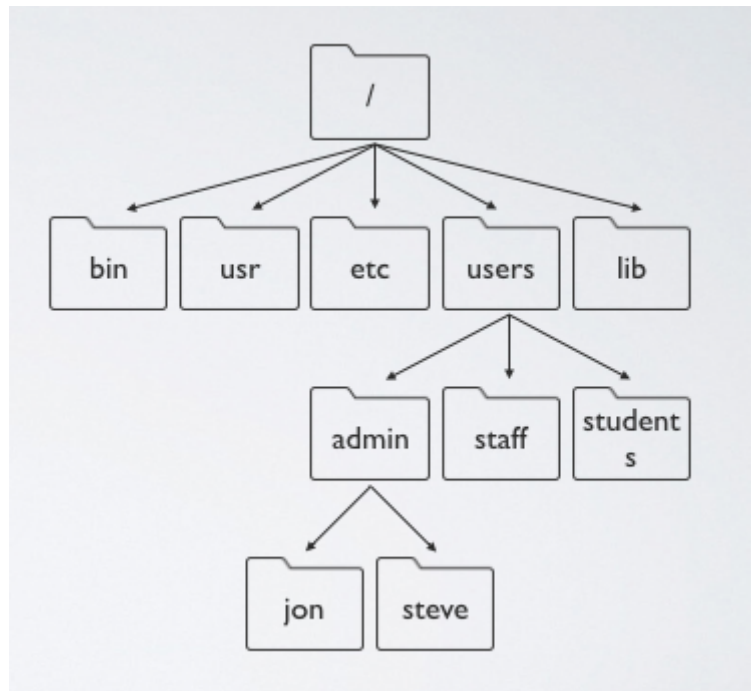 /
bin
usr
etc
users
lib
admin
staff
student
s
jon
steve